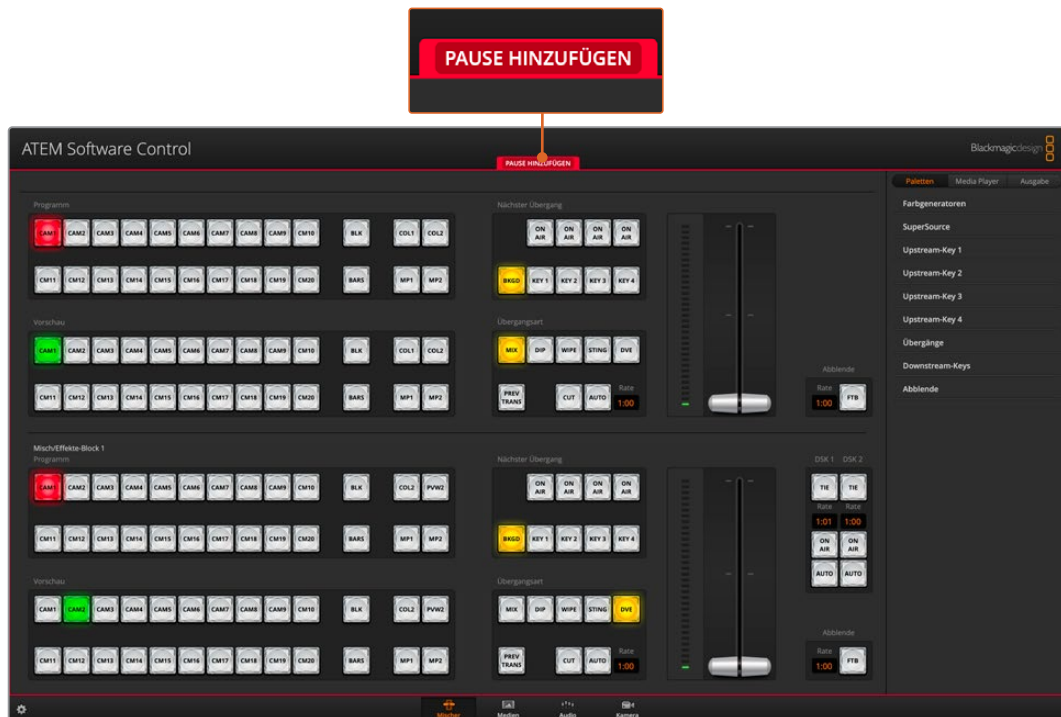 PAUSE HINZUFÜGEN
ATEM Software Control
PAUSE HINZUFÜGEN
Blackmagicdesign
Paletten Media Player Ausgabe
Farbgeneratoren
SuperSource
Upstream-Key 1
Upstream-Key 2
Upstream-Key 3
Upstream-Key 4
Übergänge
Downstream-Keys
Abblende
Programm
CAM1 CAM2 CAM3 CAM4 CAM5 CAM6 CAM7 CAM8 CAM9 CM10 BLK COL1 COL2
CM11 CM12 CM13 CM14 CM15 CM16 CM17 CM18 CM19 CM20 BARS MP1 MP2
Nächster Übergang
ON AIR ON AIR ON AIR ON AIR
BKGD KEY 1 KEY 2 KEY 3 KEY 4
Vorschau
CAM1 CAM2 CAM3 CAM4 CAM5 CAM6 CAM7 CAM8 CAM9 CM10 BLK COL1 COL2
CM11 CM12 CM13 CM14 CM15 CM16 CM17 CM18 CM19 CM20 BARS MP1 MP2
Übergangsart
MIX DIP WIPE STING DVE
PREV TRANS CUT AUTO Rate 1:00
Abblende
Rate 1:00 FTB
Misch/Effekte-Block 1
Programm
CAM1 CAM2 CAM3 CAM4 CAM5 CAM6 CAM7 CAM8 CAM9 CM10 BLK COL2 PVW2
CM11 CM12 CM13 CM14 CM15 CM16 CM17 CM18 CM19 CM20 BARS MP1 MP2
Nächster Übergang
ON AIR ON AIR ON AIR ON AIR
BKGD KEY 1 KEY 2 KEY 3 KEY 4
DSK 1 DSK 2
TIE TIE
Rate Rate
1:01 1:00
ON AIR ON AIR
AUTO AUTO
Vorschau
CAM1 CAM2 CAM3 CAM4 CAM5 CAM6 CAM7 CAM8 CAM9 CM10 BLK COL2 PVW2
CM11 CM12 CM13 CM14 CM15 CM16 CM17 CM18 CM19 CM20 BARS MP1 MP2
Übergangsart
MIX DIP WIPE STING DVE
PREV TRANS CUT AUTO Rate 1:00
Abblende
Rate 1:00 FTB
Mischer Medien Audio Kamera